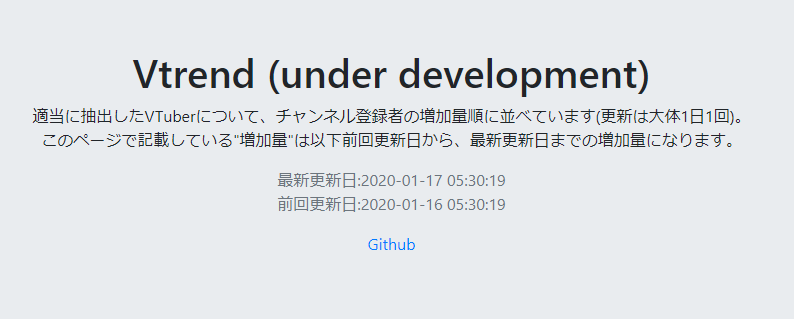 Vtrend (under development)
適当に抽出したVTuberについて、チャンネル登録者の増加量順に並べています(更新は大体1日1回)。
このページで記載している"増加量"は以下前回更新日から、最新更新日までの増加量になります。
最新更新日:2020-01-17 05:30:19
前回更新日:2020-01-16 05:30:19
Github